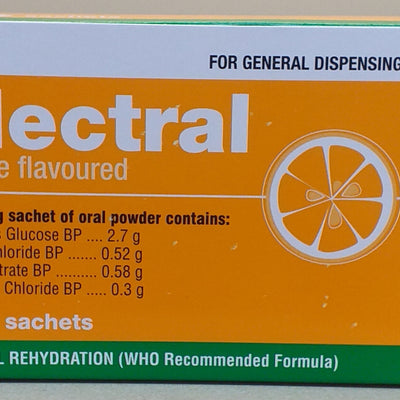 FOR GENERAL DISPENSING
lectral
e flavoured
g sachet of oral powder contains:
s Glucose BP .... 2.7 g
hloride BP ....... 0.52 g
trate BP .......... 0.58 g
Chloride BP ..... 0.3 g
sachets
L REHYDRATION (WHO Recommended Formula)